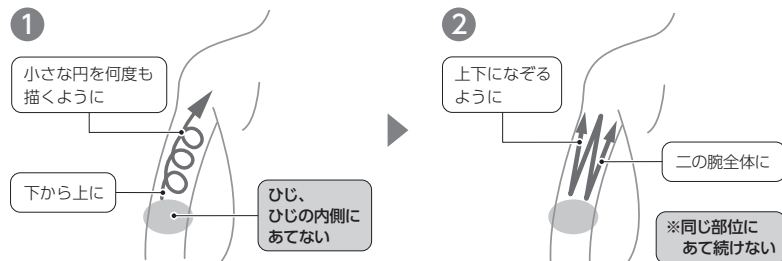 1
小さな円を何度も
描くように
下から上に
ひじ、
ひじの内側に
あてない
2
上下になぞる
ように
二の腕全体に
※同じ部位に
あて続けない